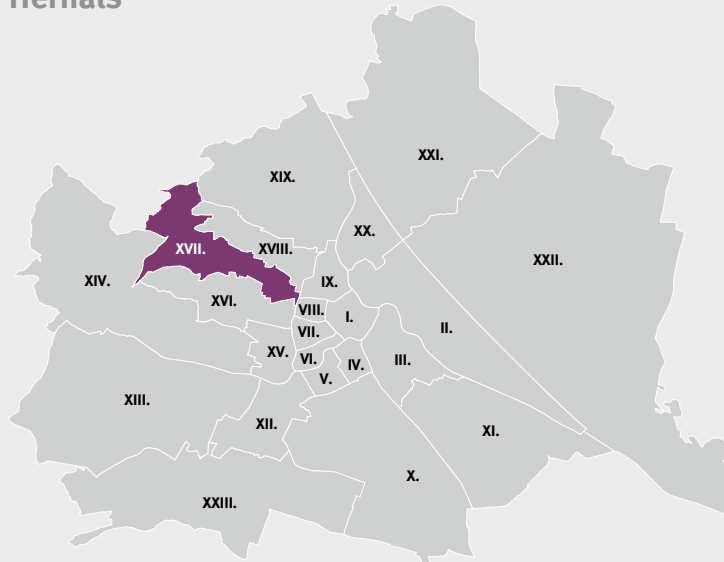 Hernals
XXI.
XIX.
XX.
XVII.
XVIII.
XXII.
XIV.
IX.
XVI.
VIII.
I.
II.
VII.
XV.
VI.
IV.
III.
V.
XIII.
XII.
XI.
X.
XXIII.